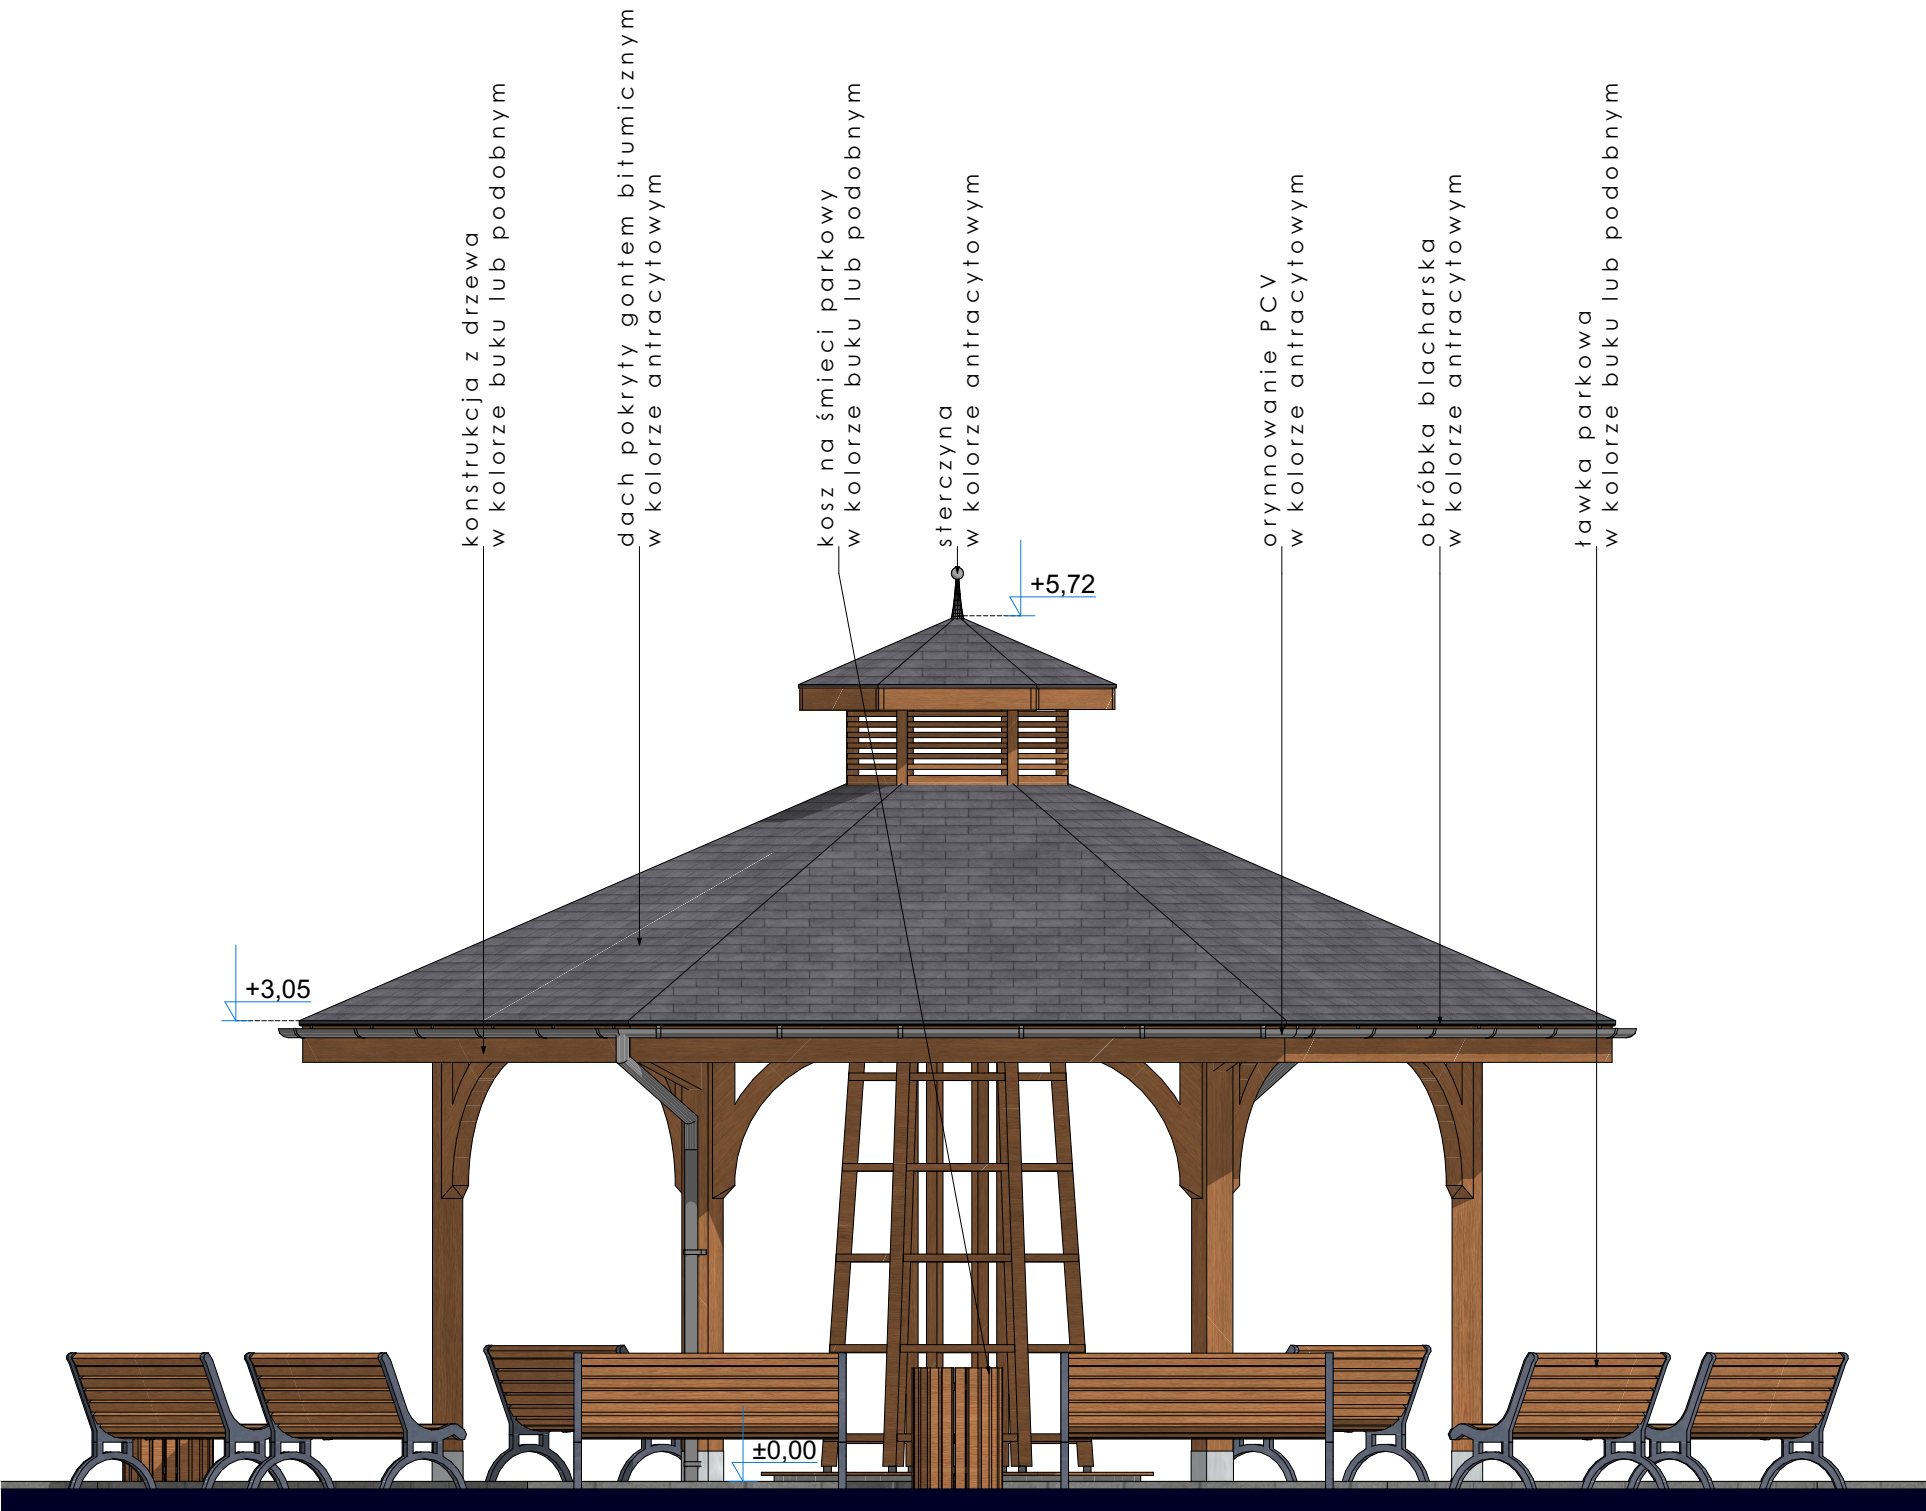 konstrukcja z drzewa
w kolorze buku lub podobnym
dach pokryty gontem bitumicznym
w kolorze antracytowym
kosz na śmieci parkowy
w kolorze buku lub podobnym
sterczyna
w kolorze antracytowym
orynnowanie PCV
w kolorze antracytowym
obróbka blacharska
w kolorze antracytowym
ławka parkowa
w kolorze buku lub podobnym
+5,72
+3,05
±0,00